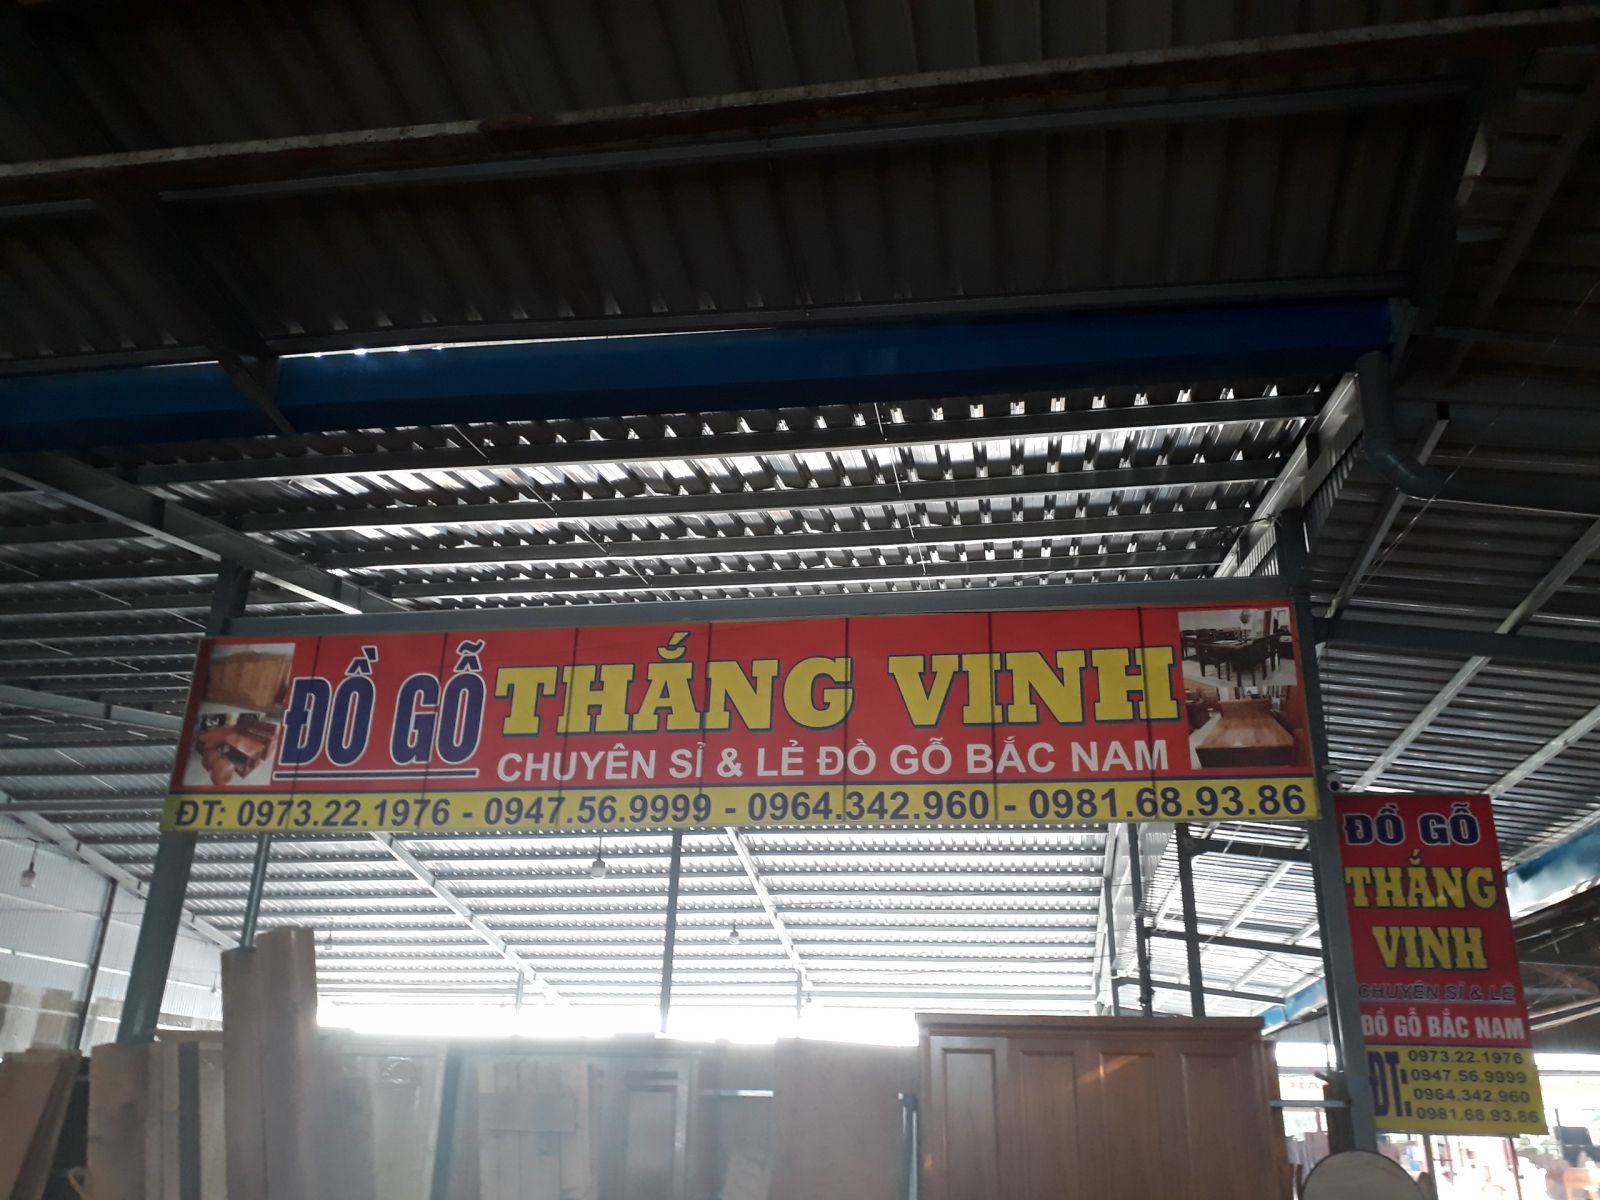 ĐỒ GỖ THẮNG VINH
CHUYÊN SỈ & LẺ ĐỒ GỖ BẮC NAM
ĐT: 0973.22.1976 - 0947.56.9999 - 0964.342.960 - 0981.68.93.86
ĐỒ GỖ
THẮNG
VINH
CHUYÊN SỈ & LẺ
ĐỒ GỖ BẮC NAM
ĐT:
0973.22.1976
0947.56.9999
0964.342.960
0981.68.93.86